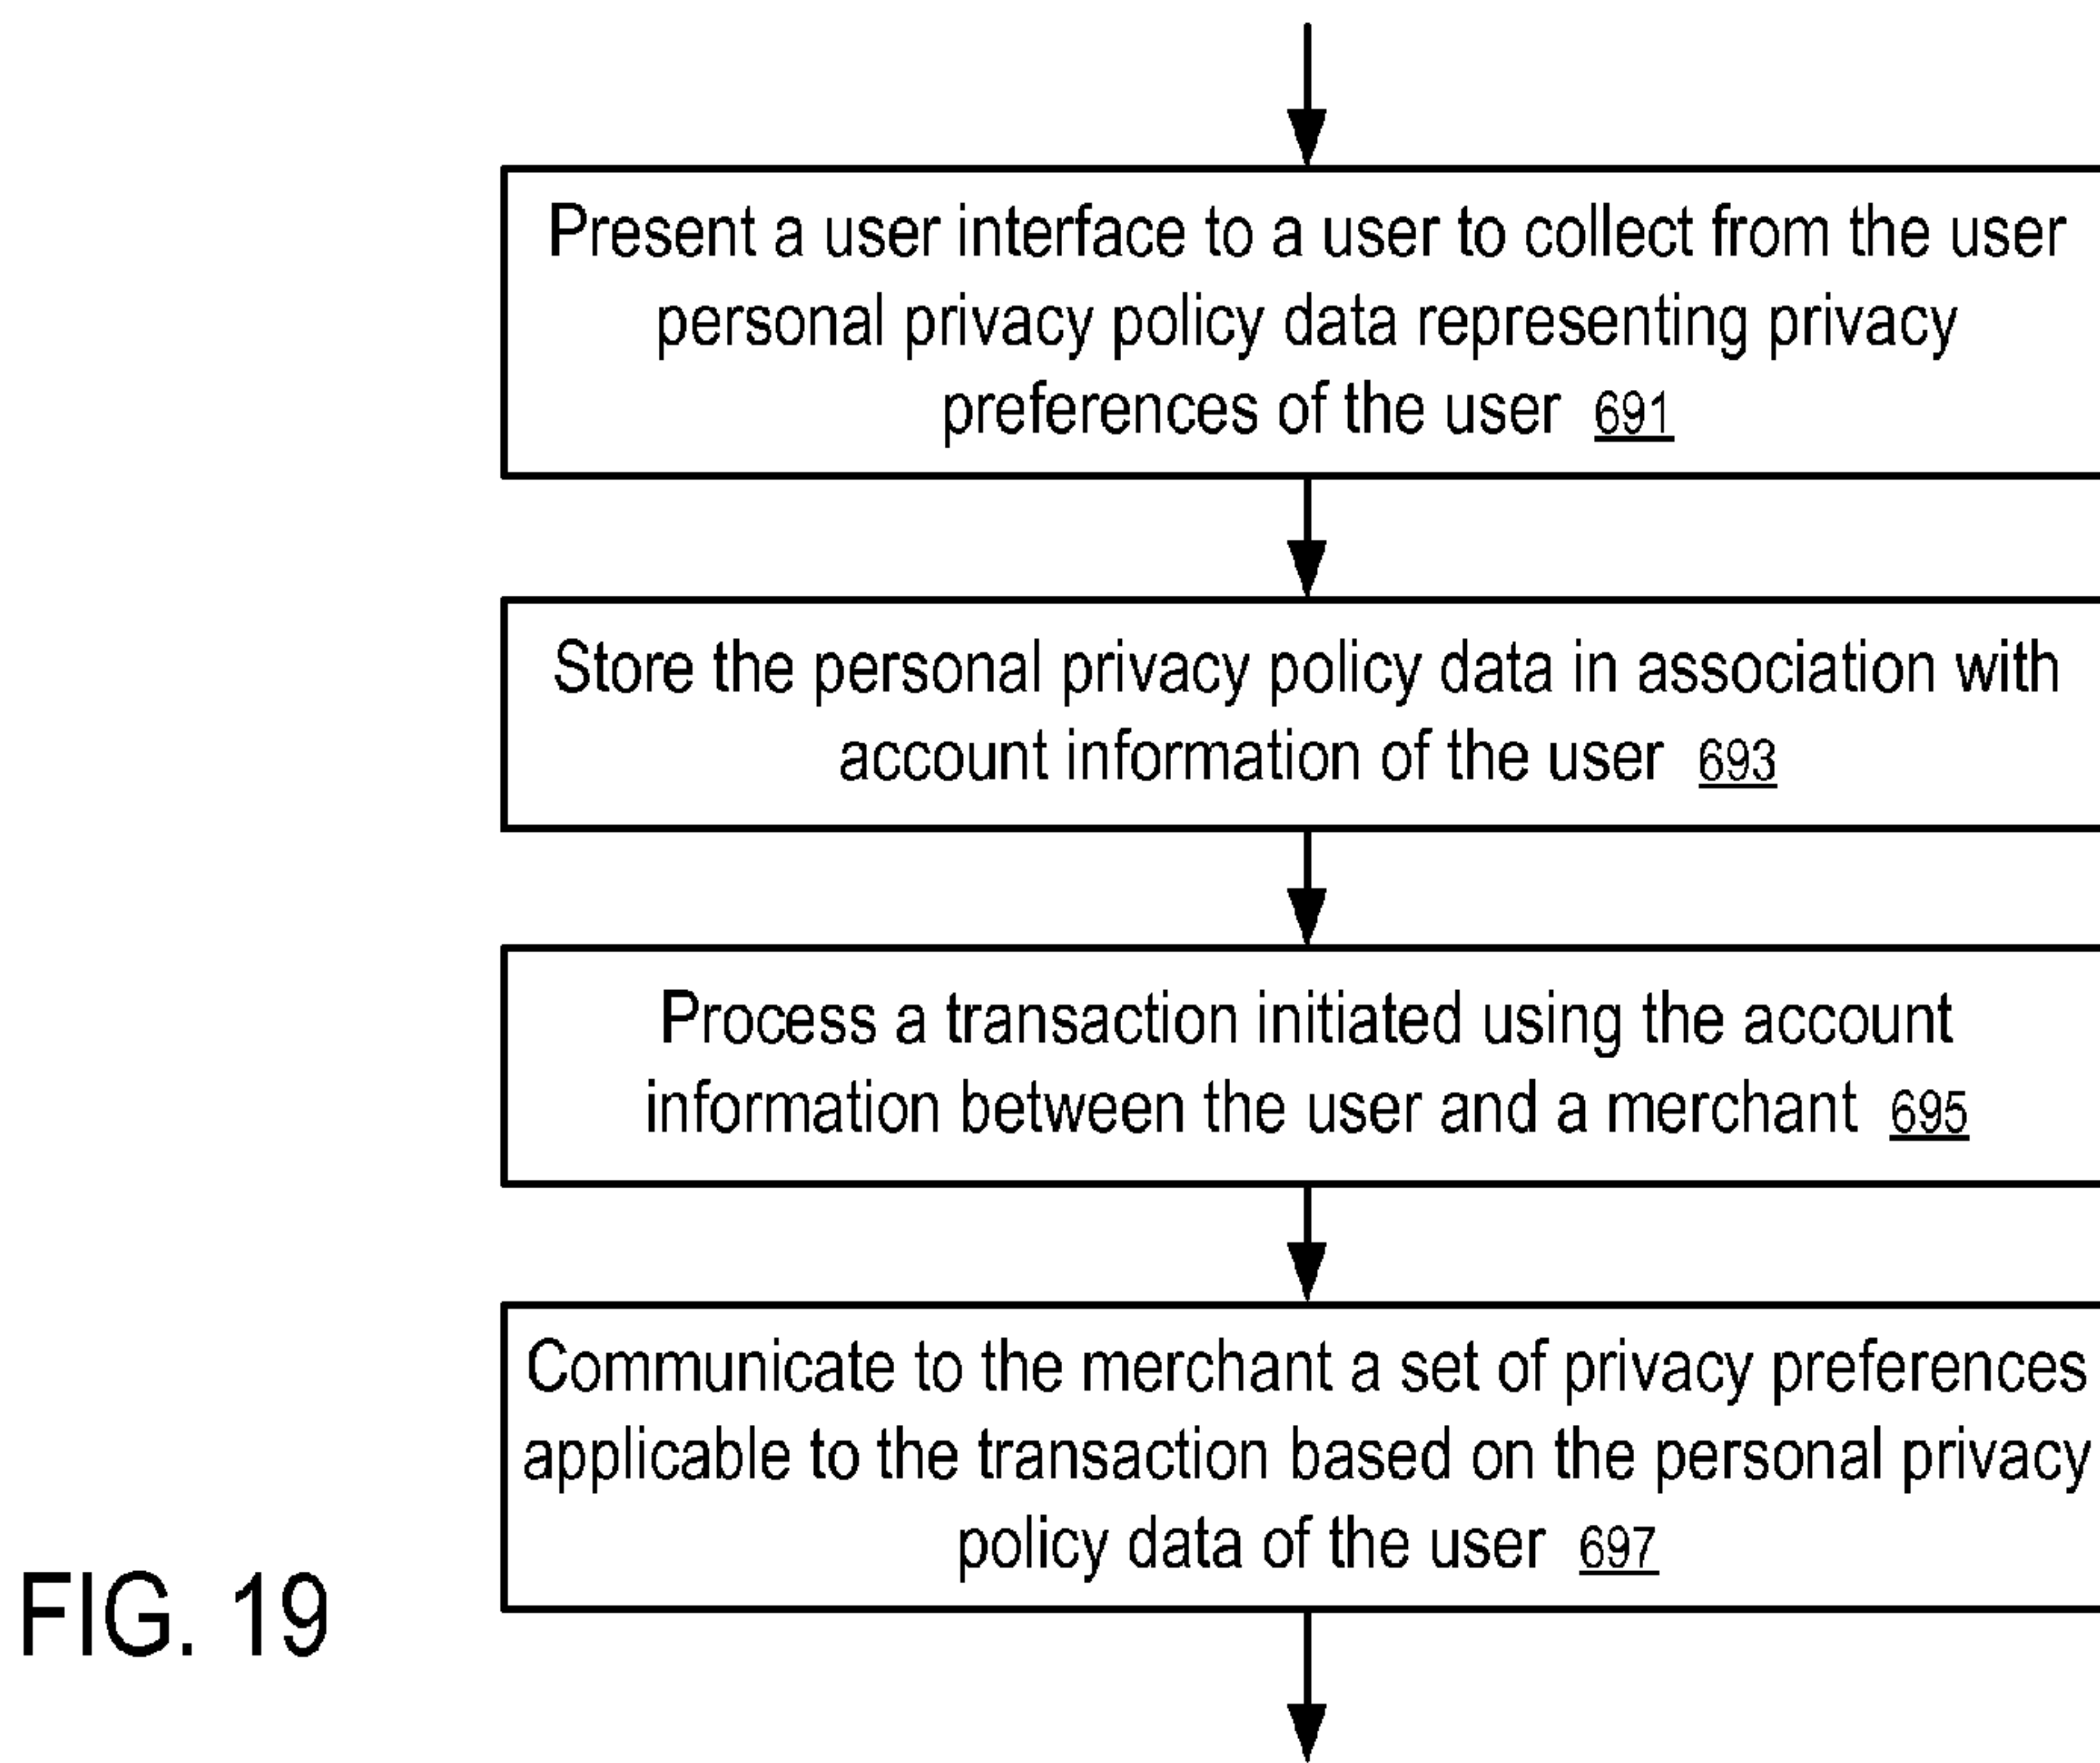 Present a user interface to a user to collect from the user
personal privacy policy data representing privacy
preferences of the user 691
Store the personal privacy policy data in association with
account information of the user 693
Process a transaction initiated using the account
information between the user and a merchant 695
Communicate to the merchant a set of privacy preferences
applicable to the transaction based on the personal privacy
policy data of the user 697
FIG. 19